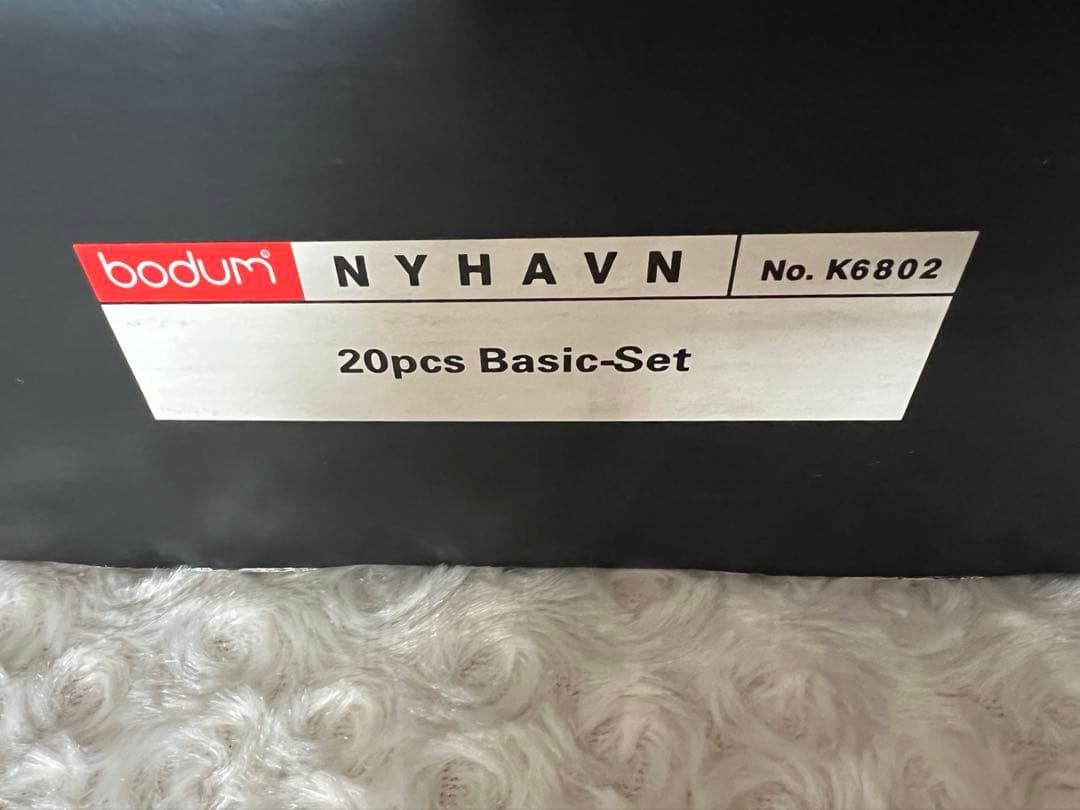 bodum® NYHAVN No. K6802
20pcs Basic-Set